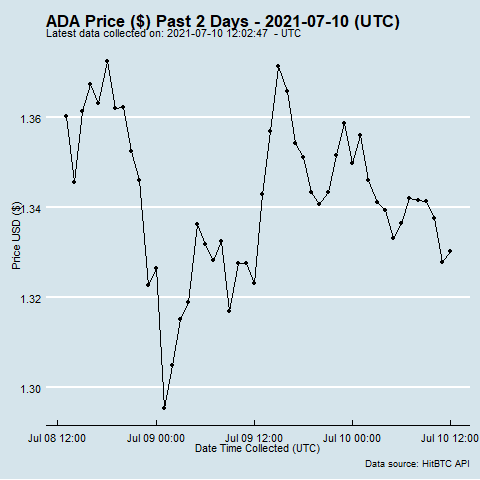 ADA Price ($) Past 2 Days - 2021-07-10 (UTC)
Latest data collected on: 2021-07-10 12:02:47  - UTC
1.36
1.34
1.32
1.30
Price USD ($)
Jul 08 12:00
Jul 09 00:00
Jul 09 12:00
Jul 10 00:00
Jul 10 12:00
Date Time Collected (UTC)
Data source: HitBTC API